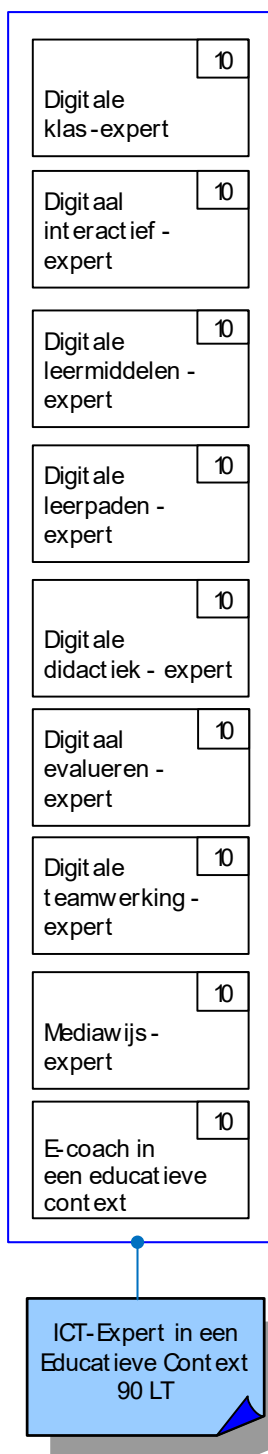 10
Digitale
klas-expert
10
Digitaal
interactief -
expert
10
Digitale
leermiddelen -
expert
10
Digitale
leerpaden -
expert
10
Digitale
didactiek - expert
10
Digitaal
evalueren -
expert
10
Digitale
teamwerking -
expert
10
Mediawijs -
expert
10
E-coach in
een educatieve
context
ICT-Expert in een
Educatieve Context
90 LT